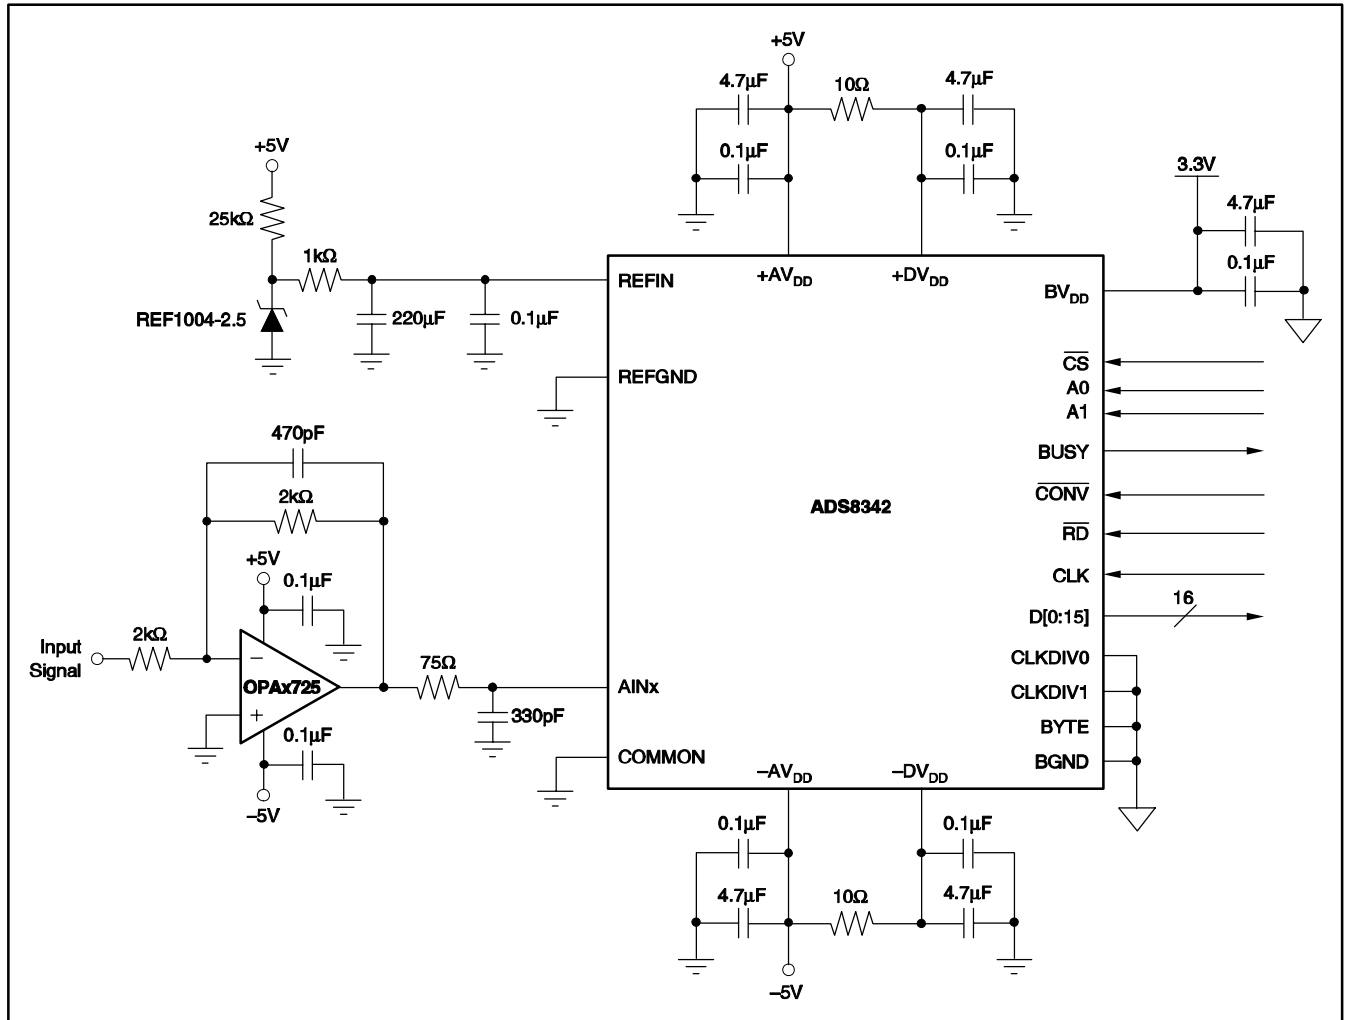 +5V
4.7µF
10Ω
4.7µF
0.1µF
0.1µF
+5V
25kΩ
1kΩ
REF1004-2.5
220µF
0.1µF
3.3V
4.7µF
0.1µF
REFIN
+AVDD
+DVDD
BVDD
REFGND
CS
A0
A1
BUSY
CONV
RD
CLK
16
D[0:15]
CLKDIV0
CLKDIV1
BYTE
BGND
ADS8342
470pF
2kΩ
+5V
0.1µF
Input
Signal
2kΩ
–
OPAx725
+
75Ω
AINx
330pF
0.1µF
–5V
COMMON
–AVDD
–DVDD
0.1µF
0.1µF
4.7µF
10Ω
4.7µF
–5V